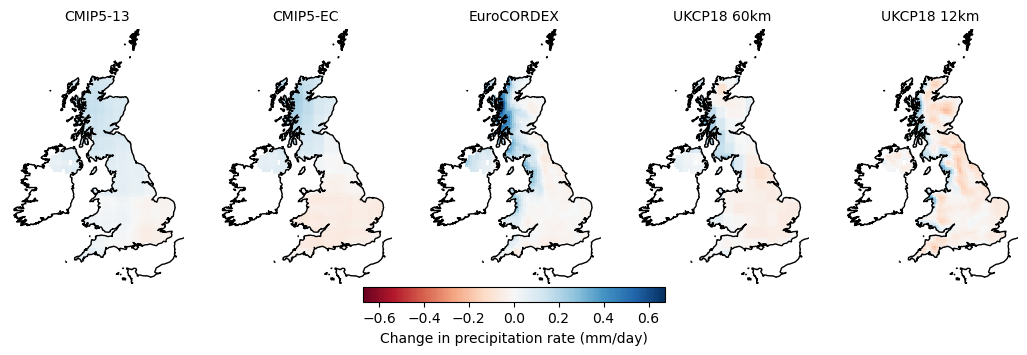 CMIP5-13 CMIP5-EC EuroCORDEX UKCP18 60km UKCP18 12km
−0.6 −0.4 −0.2 0.0 0.2 0.4 0.6
Change in precipitation rate (mm/day)